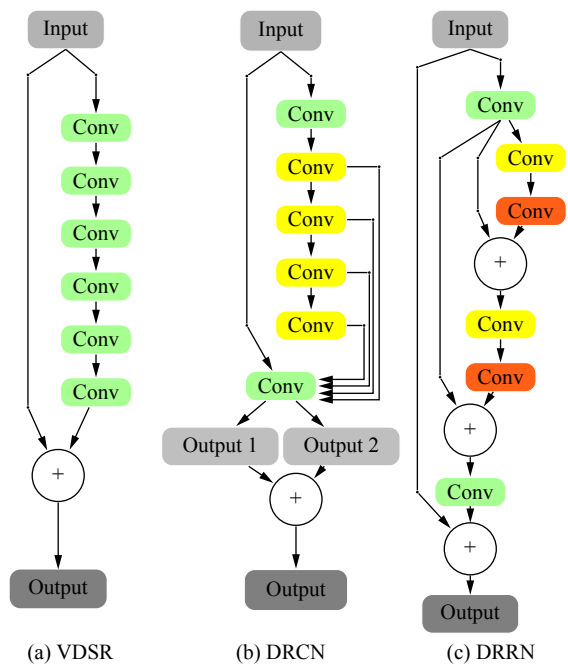 Input
Conv
Conv
Conv
Conv
Conv
Conv
+
Output
(a) VDSR
Input
Conv
Conv
Conv
Conv
Conv
Conv
Output 1
Output 2
+
Output
(b) DRCN
Input
Conv
Conv
Conv
+
Conv
Conv
+
Conv
+
Output
(c) DRRN